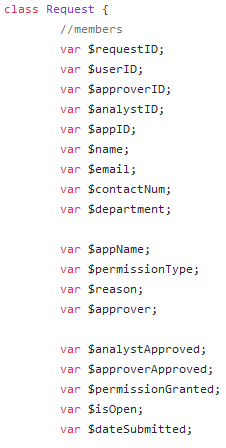 class Request {
//members
var $requestID;
var $userID;
var $approverID;
var $analystID;
var $appID;
var $name;
var $email;
var $contactNum;
var $department;
var $appName;
var $permissionType;
var $reason;
var $approver;
var $analystApproved;
var $approverApproved;
var $permissionGranted;
var $isOpen;
var $dateSubmitted;